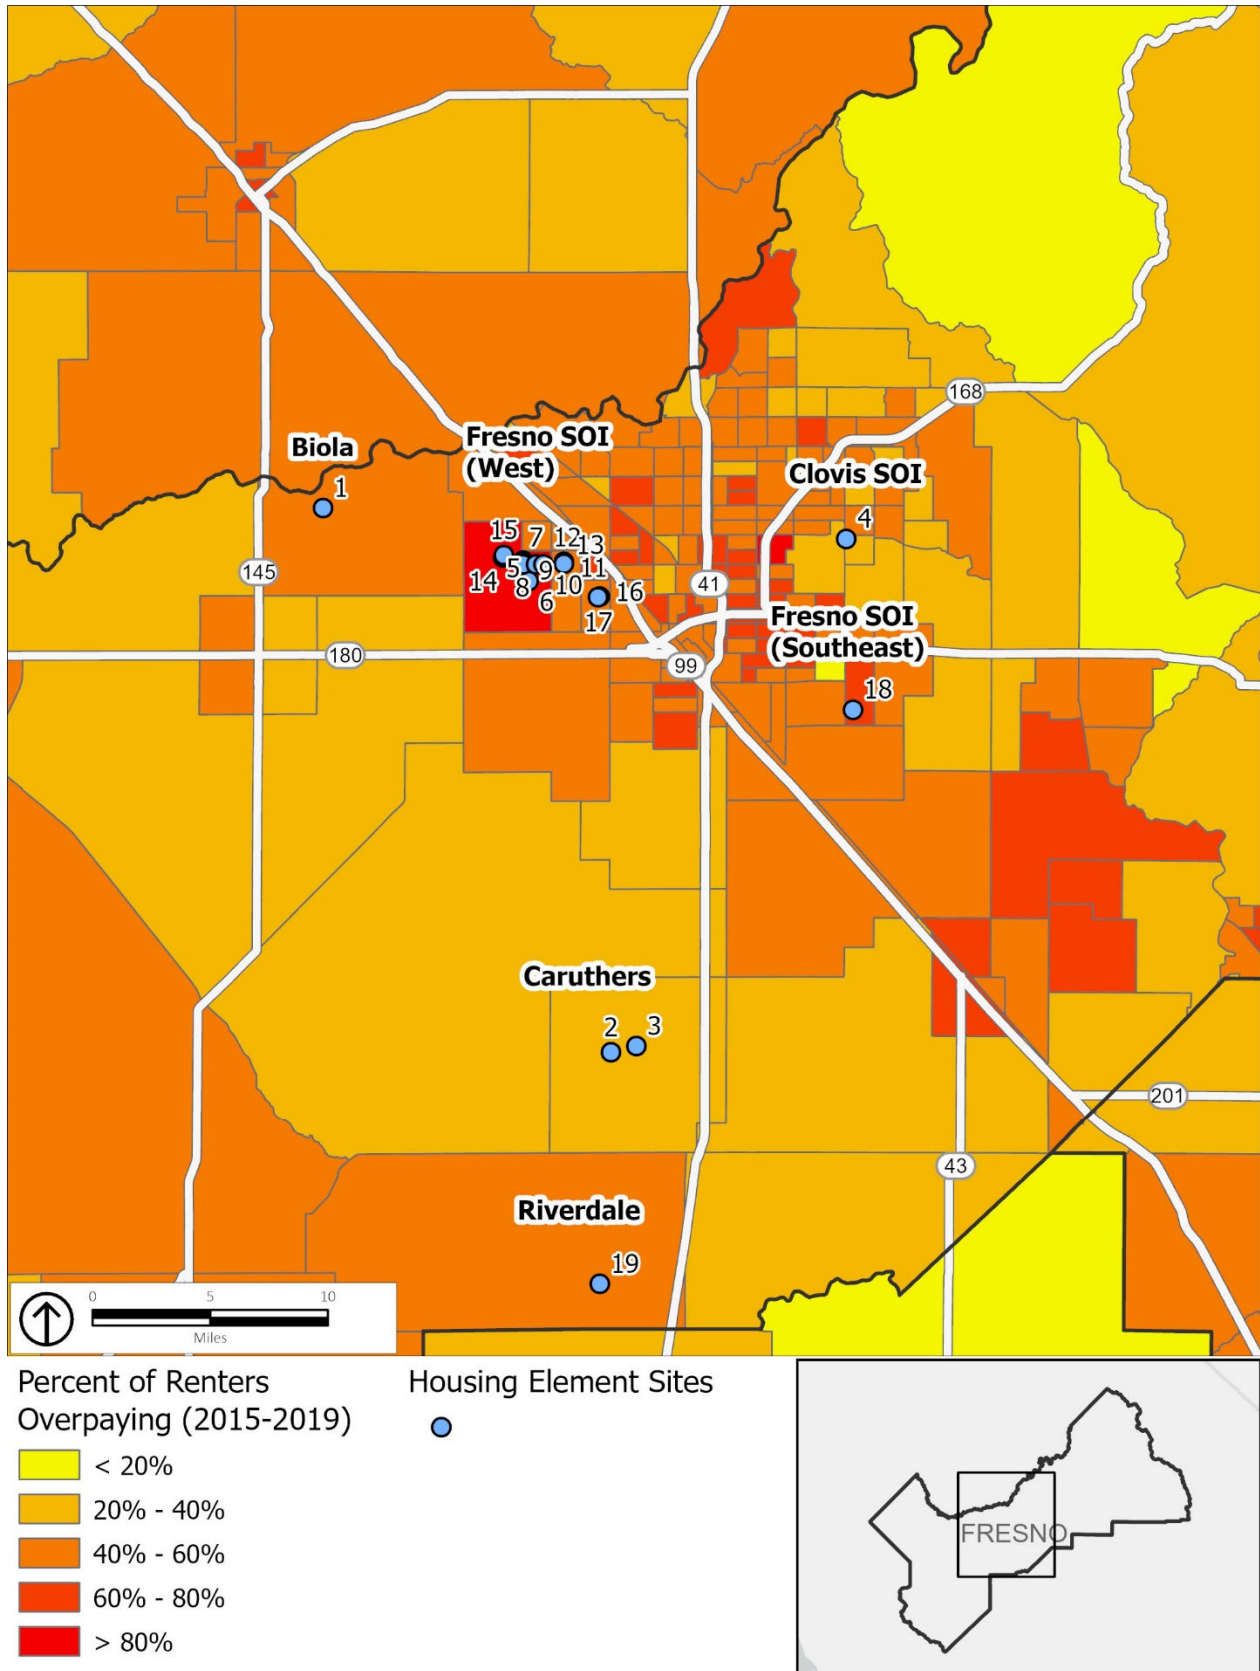 Biola
1
Fresno SOI
(West)
168
Clovis SOI
4
15
7
12
13
14
5
9
11
8
10
6
16
17
145
41
180
99
Fresno SOI
(Southeast)
18
Caruthers
2
3
201
43
Riverdale
19
0 5 10
Miles
Percent of Renters
Overpaying (2015-2019)
< 20%
20% - 40%
40% - 60%
60% - 80%
> 80%
Housing Element Sites
FRESNO